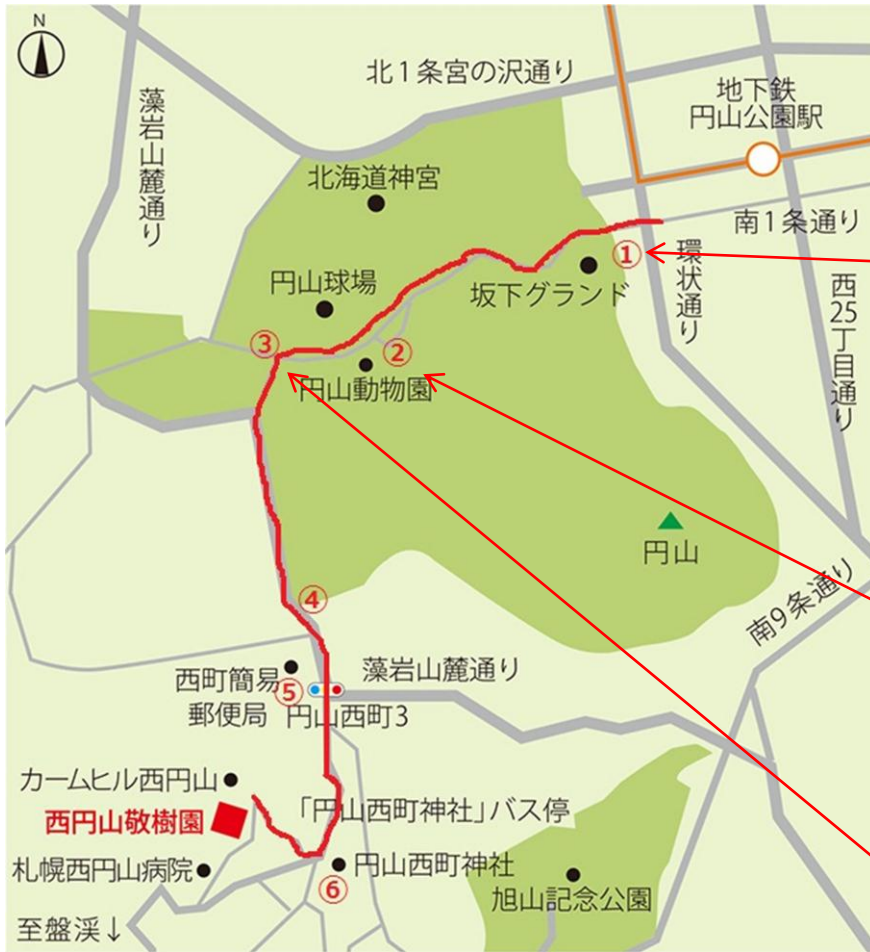 N
北1条宮の沢通り
地下鉄
円山公園駅
藻岩山麓通り
北海道神宮
南1条通り
①
環状通り
坂下グランド
西25丁目通り
円山球場
③
②
円山動物園
円山
④
南9条通り
藻岩山麓通り
西町簡易
郵便局
⑤
円山西町3
カームヒル西円山
「円山西町神社」バス停
西円山敬樹園
札幌西円山病院
円山西町神社
⑥
旭山記念公園
至盤渓↓